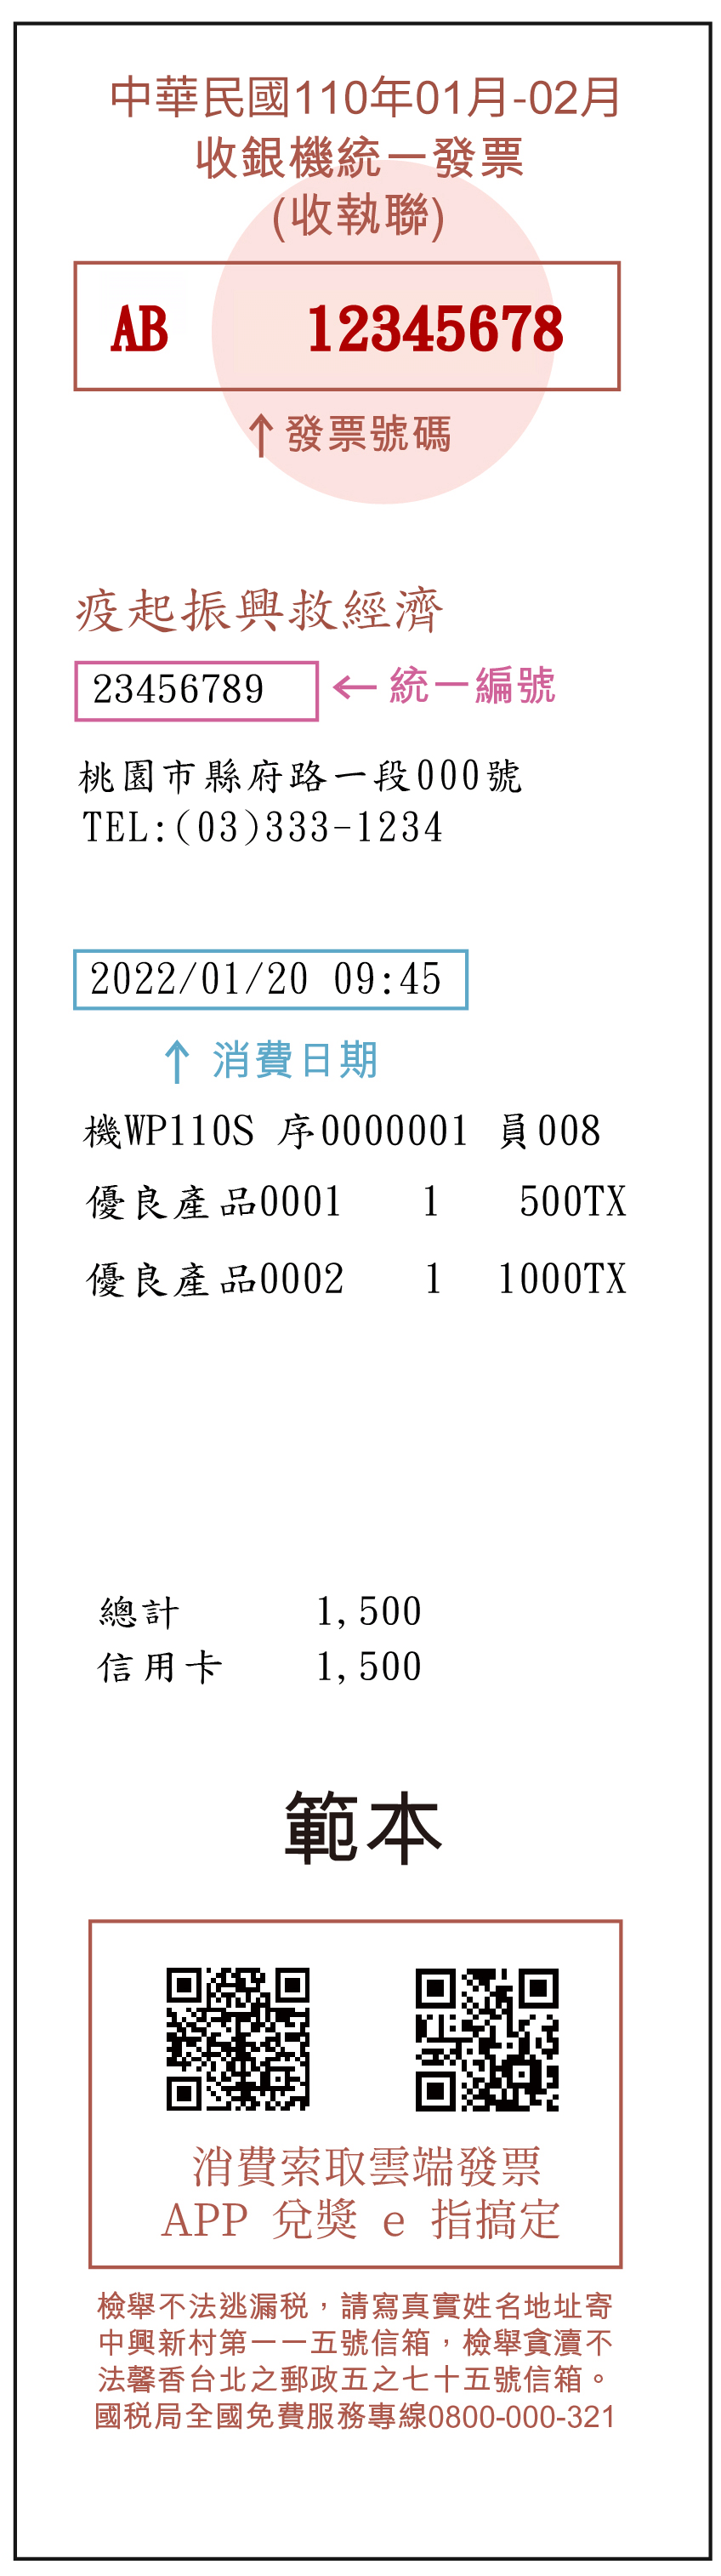 中華民國110年01月-02月
收銀機統一發票
(收執聯)
AB 12345678
↑發票號碼
疫起振興救經濟
23456789 ←統一編號
桃園市縣府路一段000號
TEL:(03)333-1234
2022/01/20 09:45
↑ 消費日期
機WP110S 序0000001 員008
優良產品0001 1 500TX
優良產品0002 1 1000TX
總計 1,500
信用卡 1,500
範本
消費索取雲端發票
APP 兌獎 e 指搞定
檢舉不法逃漏稅，請寫真實姓名地址寄
中興新村第一一五號信箱，檢舉貪瀆不
法馨香台北之郵政五之七十五號信箱。
國稅局全國免費服務專線0800-000-321